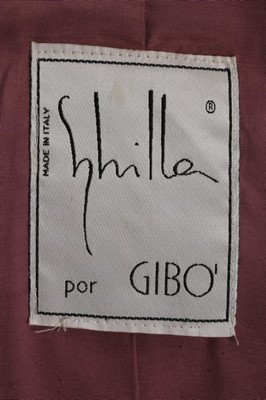 MADE IN ITALY
Sybilla ®
por GIBO'